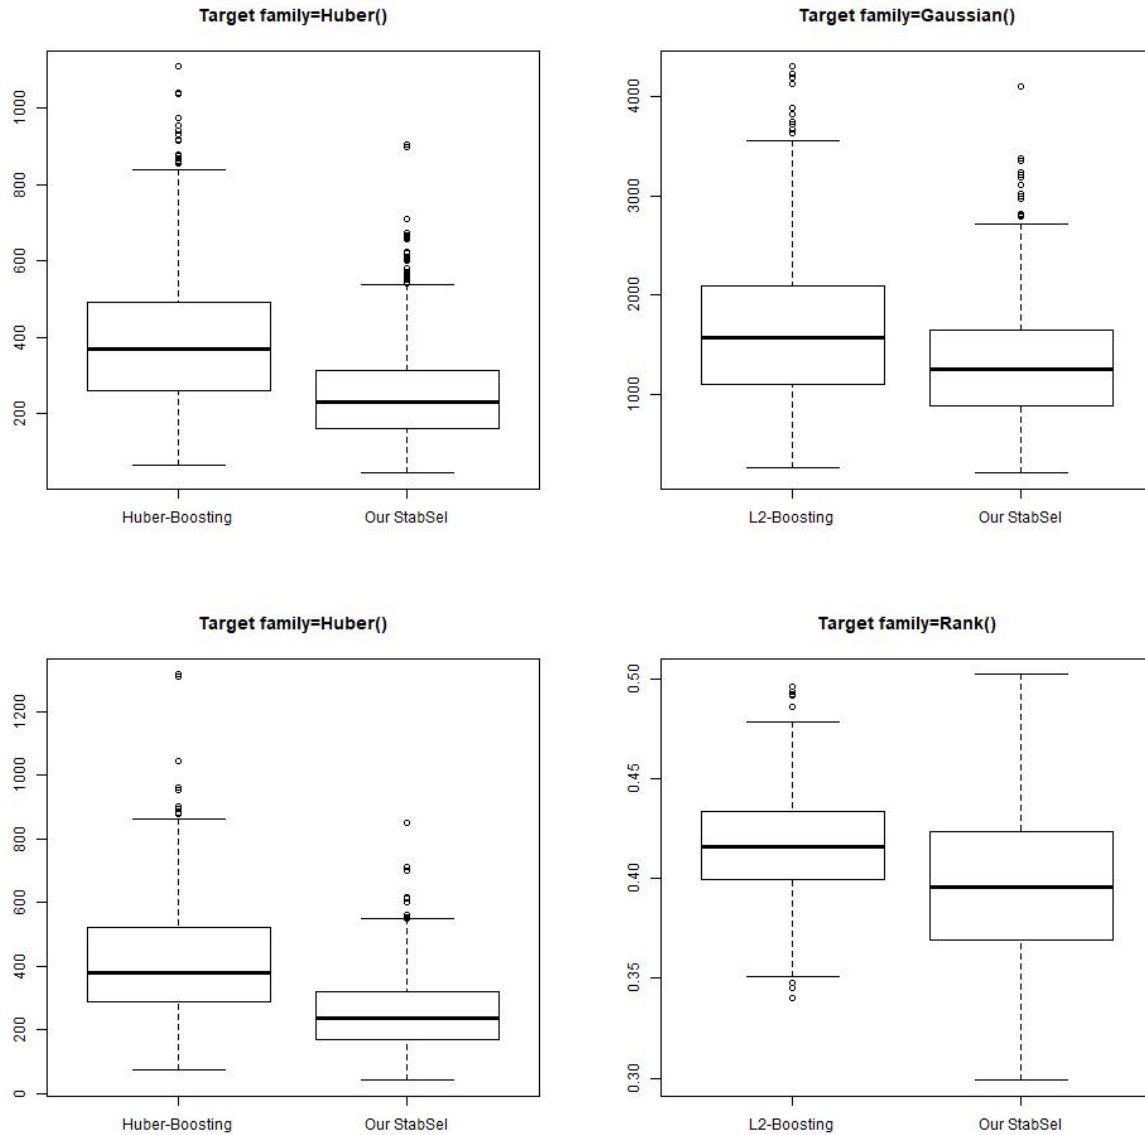 Target family=Huber()
1000
800
600
400
200
Huber-Boosting Our StabSel
Target family=Gaussian()
4000
3000
2000
1000
L2-Boosting Our StabSel
Target family=Huber()
1200
1000
800
600
400
200
0
Huber-Boosting Our StabSel
Target family=Rank()
0.50
0.45
0.40
0.35
0.30
L2-Boosting Our StabSel